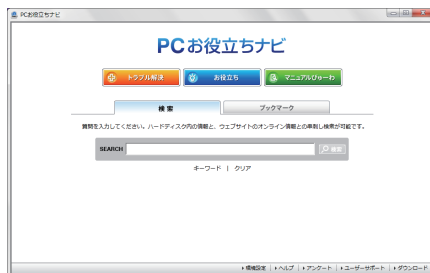 PCお役立ちナビ
PCお役立ちナビ
トラブル解決 お役立ち マニュアルびゅーわ
検索 ブックマーク
質問を入力してください。ハードディスク内の情報と、ウェブサイトのオンライン情報との串刺し検索が可能です。
SEARCH 検索
キーワード | クリア
環境設定 ヘルプ アンケート ユーザーサポート ダウンロード